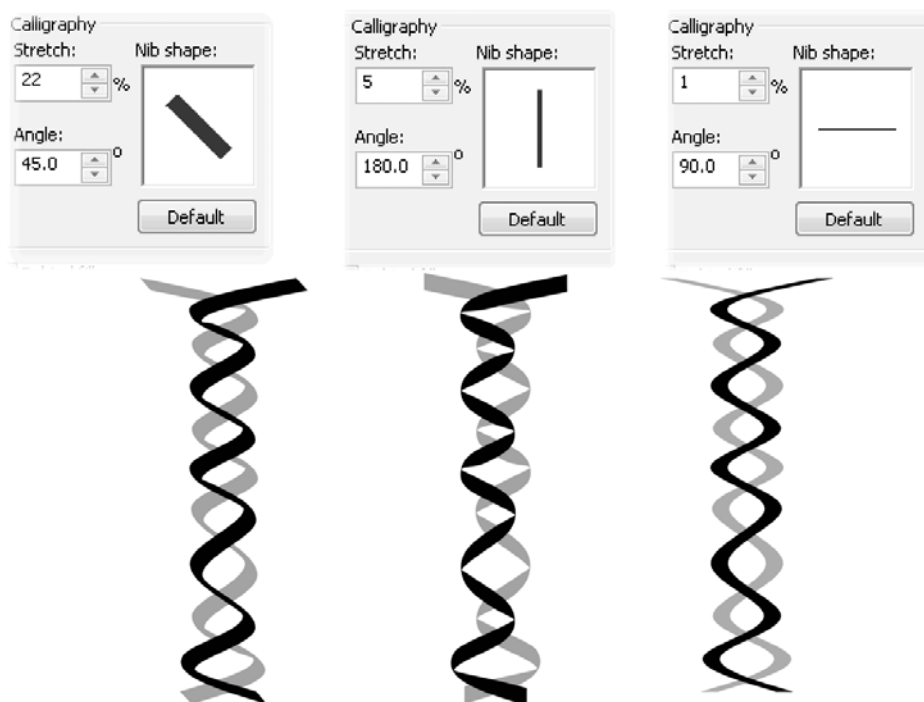 Calligraphy
Stretch: Nib shape:
22 %
Angle:
45.0 °
Default
Calligraphy
Stretch: Nib shape:
5 %
Angle:
180.0 °
Default
Calligraphy
Stretch: Nib shape:
1 %
Angle:
90.0 °
Default